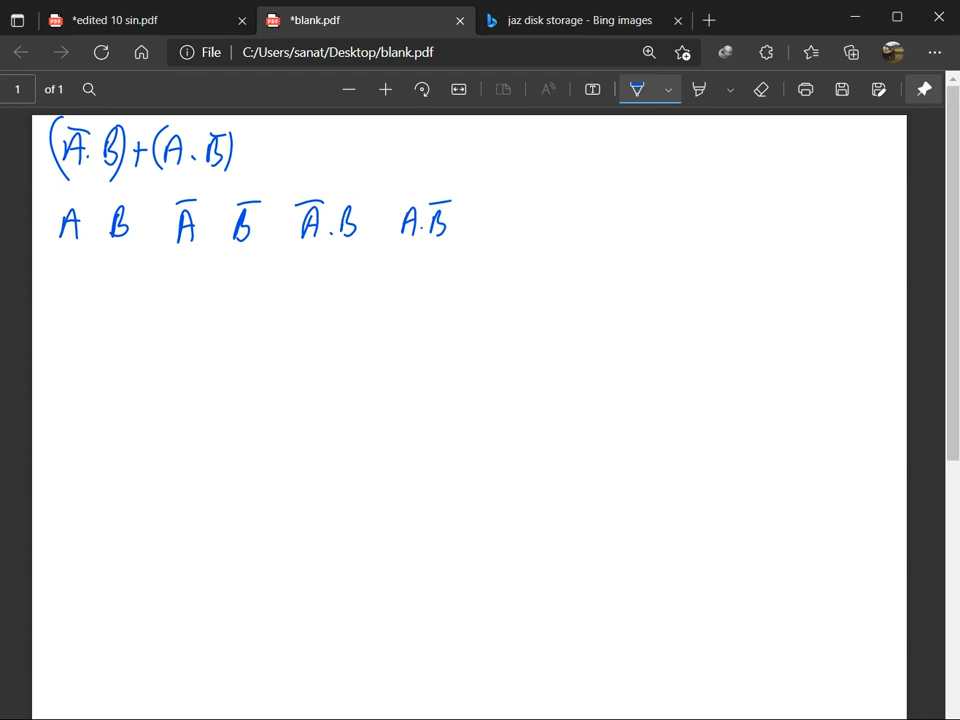 *edited 10 sin.pdf
*blank.pdf
jaz disk storage - Bing images
File
C:/Users/sanat/Desktop/blank.pdf
1 of 1
(A̅.B)+(A.B̅)
A B A̅ B̅ A̅.B A.B̅